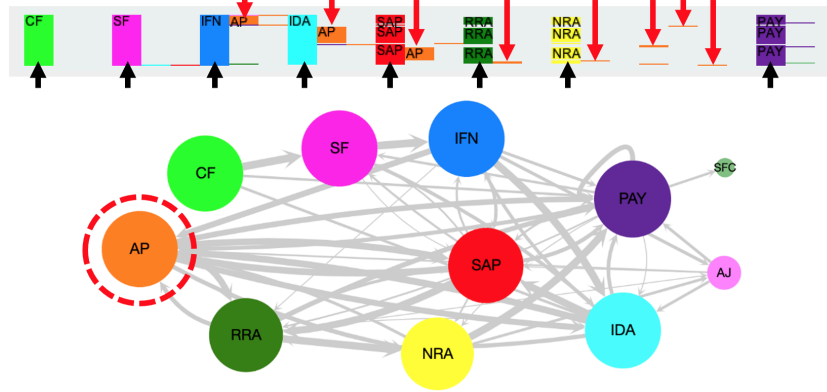 CF SF IFN AP IDA SAP RRA NRA PAY
AP SAP RRA NRA PAY
SAP AP RRA NRA PAY
SF
IFN
CF
SFC
PAY
AP
SAP
AJ
RRA
NRA
IDA